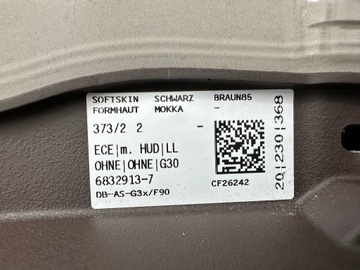 SOFTSKIN SCHWARZ BRAUN85
FORMHAUT MOKKA -
373/2 2 -
ECE|m. HUD|LL
OHNE|OHNE|G30
6832913-7
DB-AS-G3x/F90
CF26242
20|230|368